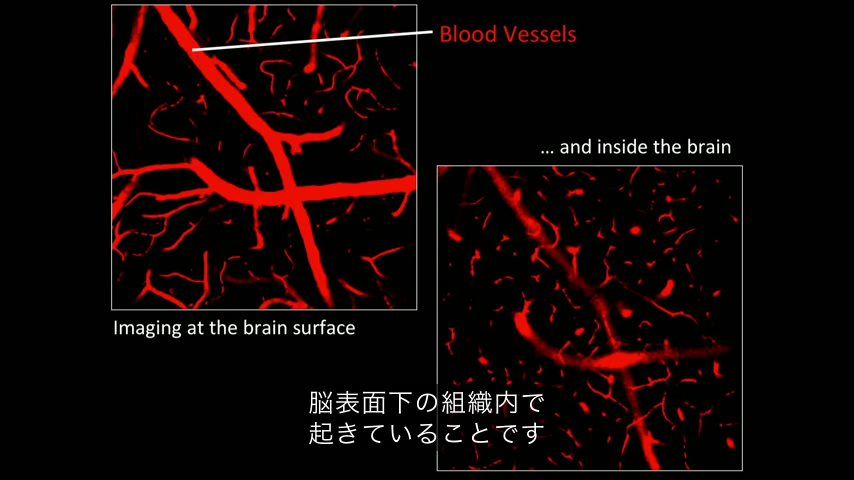 Blood Vessels
... and inside the brain
Imaging at the brain surface
脳表面下の組織内で
起きていることです